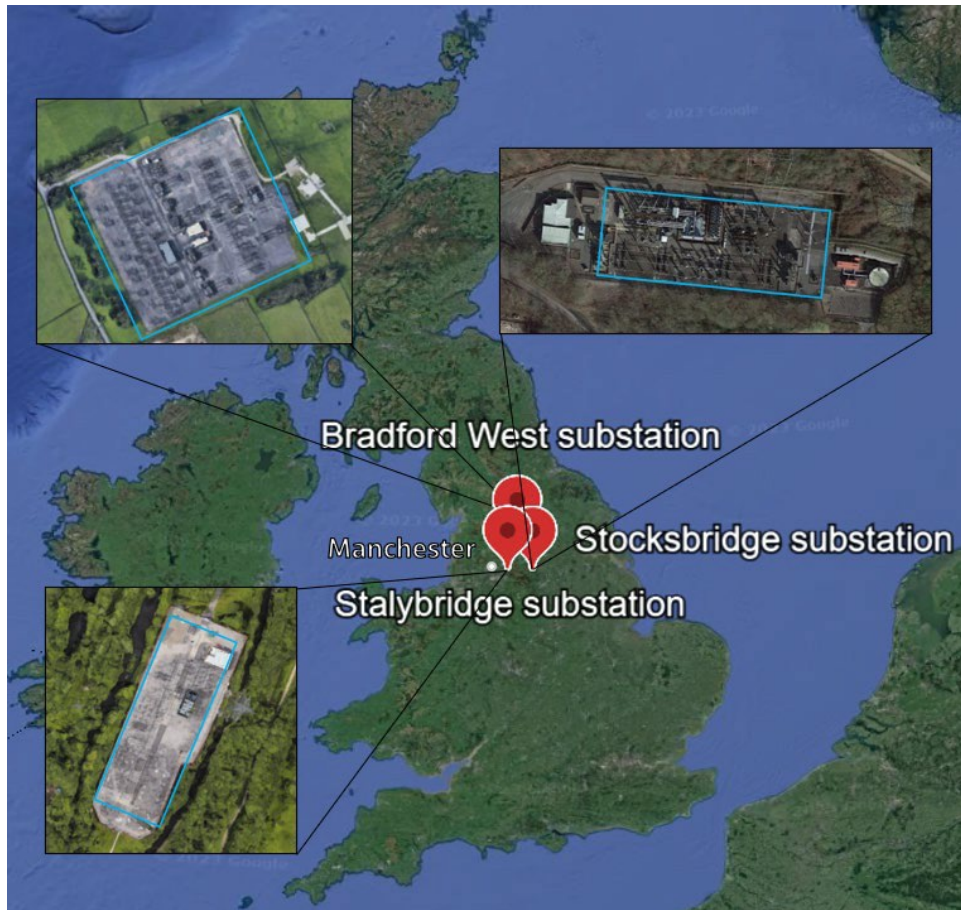 © 2023 Google
Bradford West substation
© 2023 Google
Manchester
Stocksbridge substation
Stalybridge substation